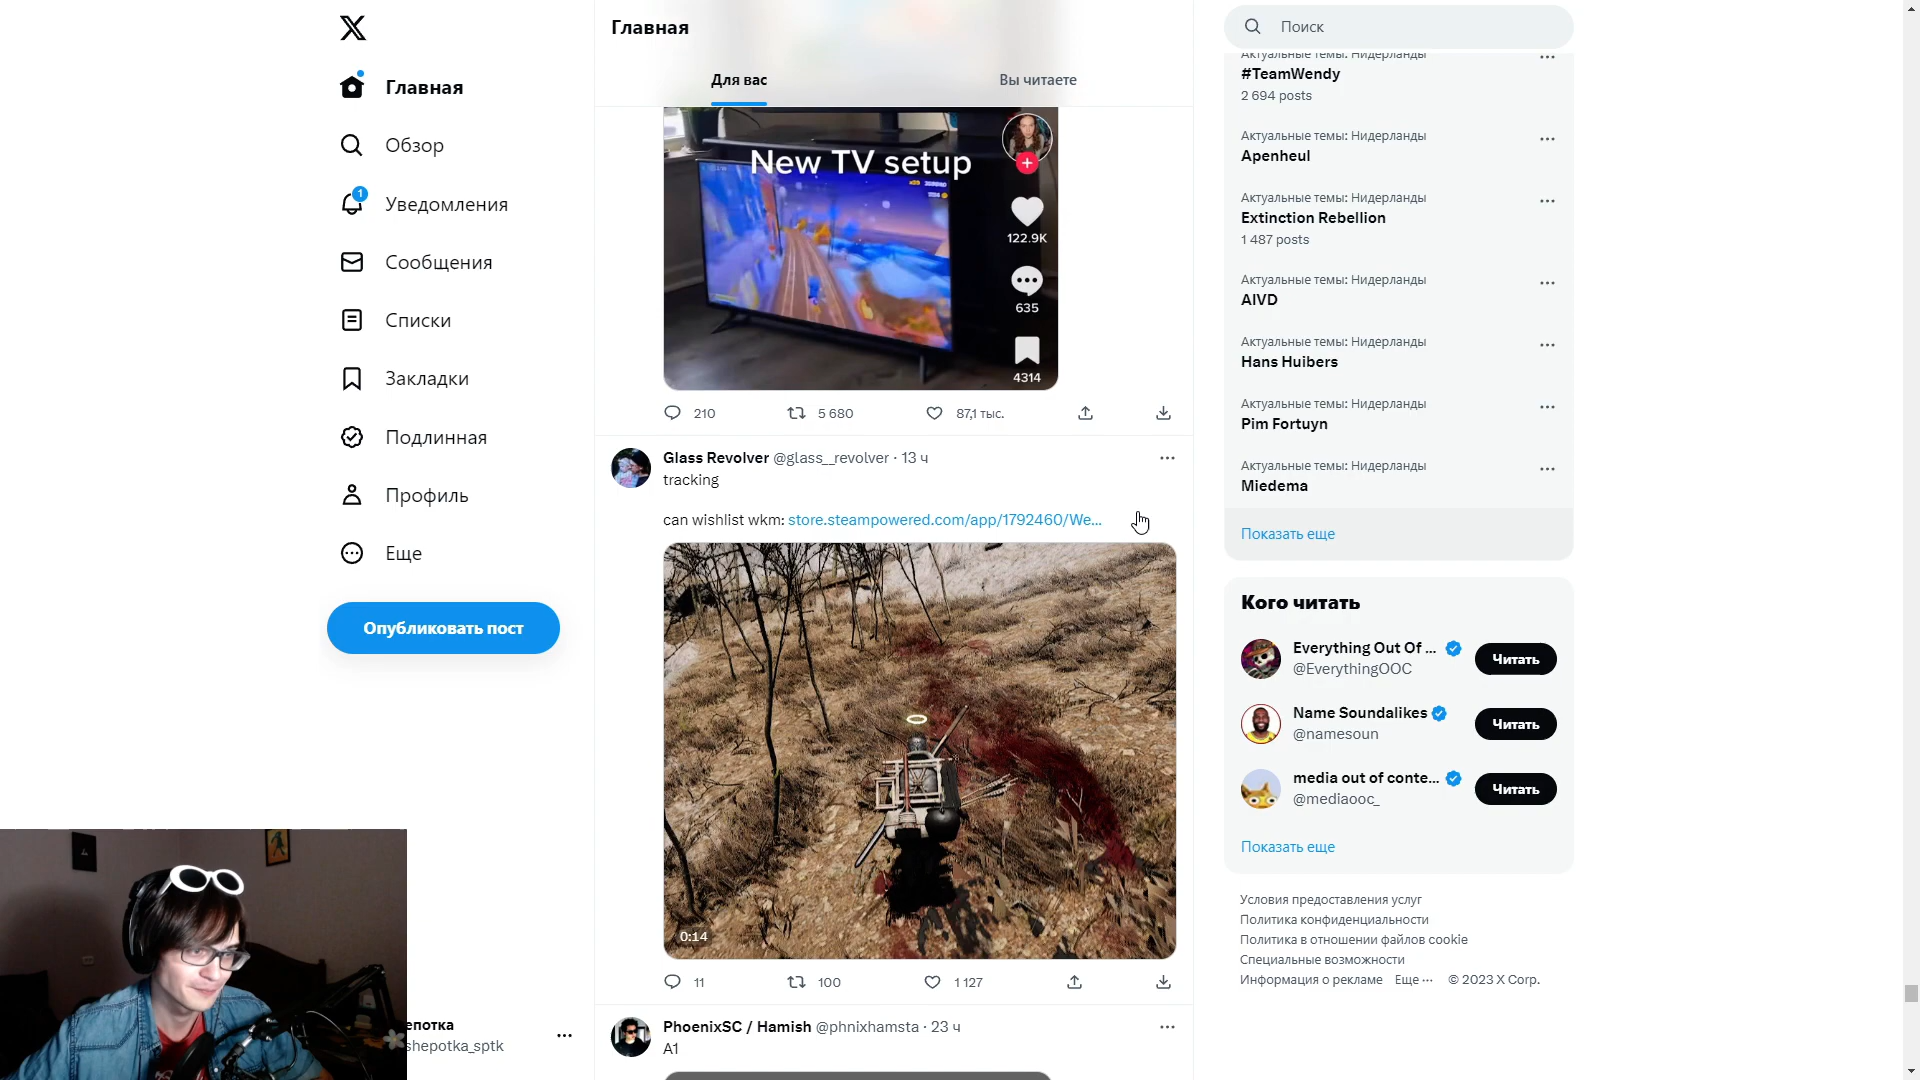 Главная
Обзор
1
Уведомления
Сообщения
Списки
Закладки
Подлинная
Профиль
Еще
Опубликовать пост
епотка
shepotka_sptk
Главная
Для вас
Вы читаете
New TV setup
122.9K
635
4314
210
5 680
87,1 тыс.
Glass Revolver @glass__revolver · 13 ч
tracking
can wishlist wkm: store.steampowered.com/app/1792460/We...
0:14
11
100
1 127
PhoenixSC / Hamish @phnixhamsta · 23 ч
A1
Поиск
Актуальные темы: Нидерланды
#TeamWendy
2 694 posts
Актуальные темы: Нидерланды
Apenheul
Актуальные темы: Нидерланды
Extinction Rebellion
1 487 posts
Актуальные темы: Нидерланды
AIVD
Актуальные темы: Нидерланды
Hans Huibers
Актуальные темы: Нидерланды
Pim Fortuyn
Актуальные темы: Нидерланды
Miedema
Показать еще
Кого читать
Everything Out Of ...
@EverythingOOC
Читать
Name Soundalikes
@namesoun
Читать
media out of conte...
@mediaooc_
Читать
Показать еще
Условия предоставления услуг
Политика конфиденциальности
Политика в отношении файлов cookie
Специальные возможности
Информация о рекламе Еще ··· © 2023 X Corp.